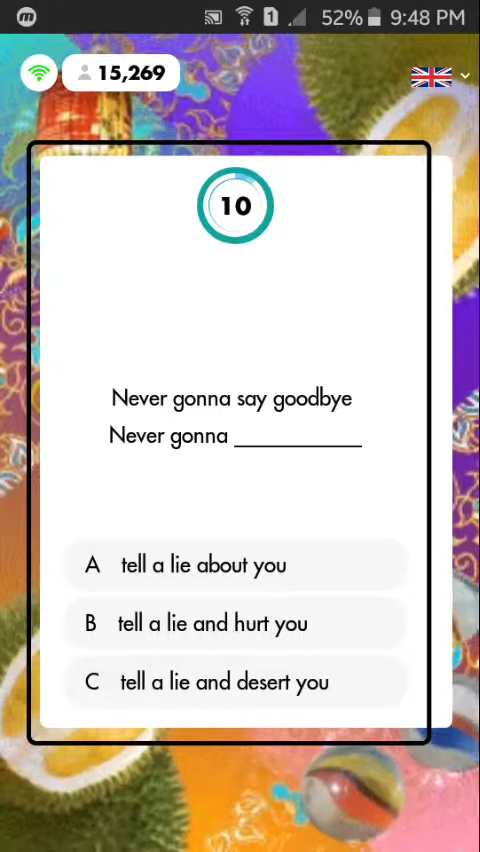 52% 9:48 PM
15,269
10
Never gonna say goodbye
Never gonna ____________
A tell a lie about you
B tell a lie and hurt you
C tell a lie and desert you